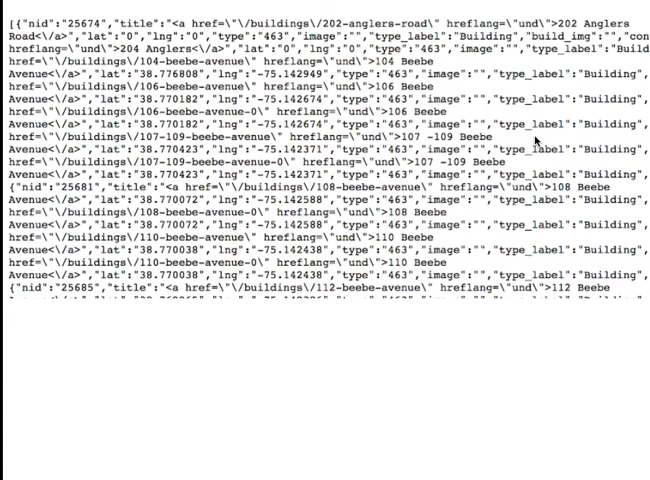 [{"nid":"25674","title":"<a href=\"\/buildings\/202-anglers-road\" hreflang=\"und\">202 Anglers
Road<\/a>","lat":"0","lng":"0","type":"463","image":"","type_label":"Building","build_img":"","con
hreflang=\"und\">204 Anglers<\/a>","lat":"0","lng":"0","type":"463","image":"","type_label":"Build
href=\"\/buildings\/104-beebe-avenue\" hreflang=\"und\">104 Beebe
Avenue<\/a>","lat":"38.776808","lng":"-75.142949","type":"463","image":"","type_label":"Building",
href=\"\/buildings\/106-beebe-avenue\" hreflang=\"und\">106 Beebe
Avenue<\/a>","lat":"38.770182","lng":"-75.142674","type":"463","image":"","type_label":"Building",
href=\"\/buildings\/106-beebe-avenue-0\" hreflang=\"und\">106 Beebe
Avenue<\/a>","lat":"38.770182","lng":"-75.142674","type":"463","image":"","type_label":"Building",
href=\"\/buildings\/107-109-beebe-avenue\" hreflang=\"und\">107 -109 Beebe
Avenue<\/a>","lat":"38.770423","lng":"-75.142371","type":"463","image":"","type_label":"Building",
href=\"\/buildings\/107-109-beebe-avenue-0\" hreflang=\"und\">107 -109 Beebe
Avenue<\/a>","lat":"38.770423","lng":"-75.142371","type":"463","image":"","type_label":"Building",
{"nid":"25681","title":"<a href=\"\/buildings\/108-beebe-avenue\" hreflang=\"und\">108 Beebe
Avenue<\/a>","lat":"38.770072","lng":"-75.142588","type":"463","image":"","type_label":"Building",
href=\"\/buildings\/108-beebe-avenue-0\" hreflang=\"und\">108 Beebe
Avenue<\/a>","lat":"38.770072","lng":"-75.142588","type":"463","image":"","type_label":"Building",
href=\"\/buildings\/110-beebe-avenue\" hreflang=\"und\">110 Beebe
Avenue<\/a>","lat":"38.770038","lng":"-75.142438","type":"463","image":"","type_label":"Building",
href=\"\/buildings\/110-beebe-avenue-0\" hreflang=\"und\">110 Beebe
Avenue<\/a>","lat":"38.770038","lng":"-75.142438","type":"463","image":"","type_label":"Building",
{"nid":"25685","title":"<a href=\"\/buildings\/112-beebe-avenue\" hreflang=\"und\">112 Beebe